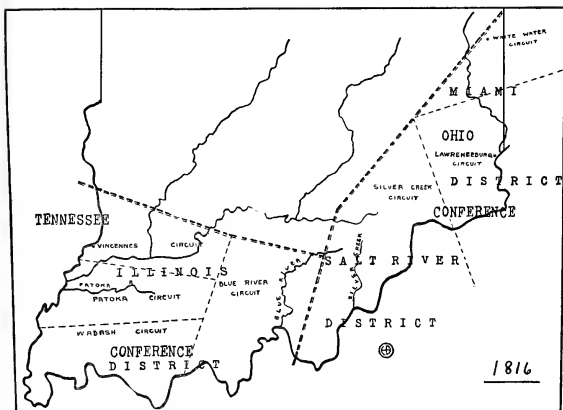 WHITE WATER
CIRCUIT
MIAMI
OHIO
LAWRENCEBURG
CIRCUIT
DISTRICT
SILVER CREEK
CIRCUIT
CONFERENCE
TENNESSEE
VINCENNES CIRCUIT
ILLINOIS
SALT RIVER
BLUE RIVER
CIRCUIT
BLUE RIVER
SILVER CREEK
PATOKA
R
PATOKA CIRCUIT
WABASH CIRCUIT
DISTRICT
CONFERENCE
DISTRICT
1816